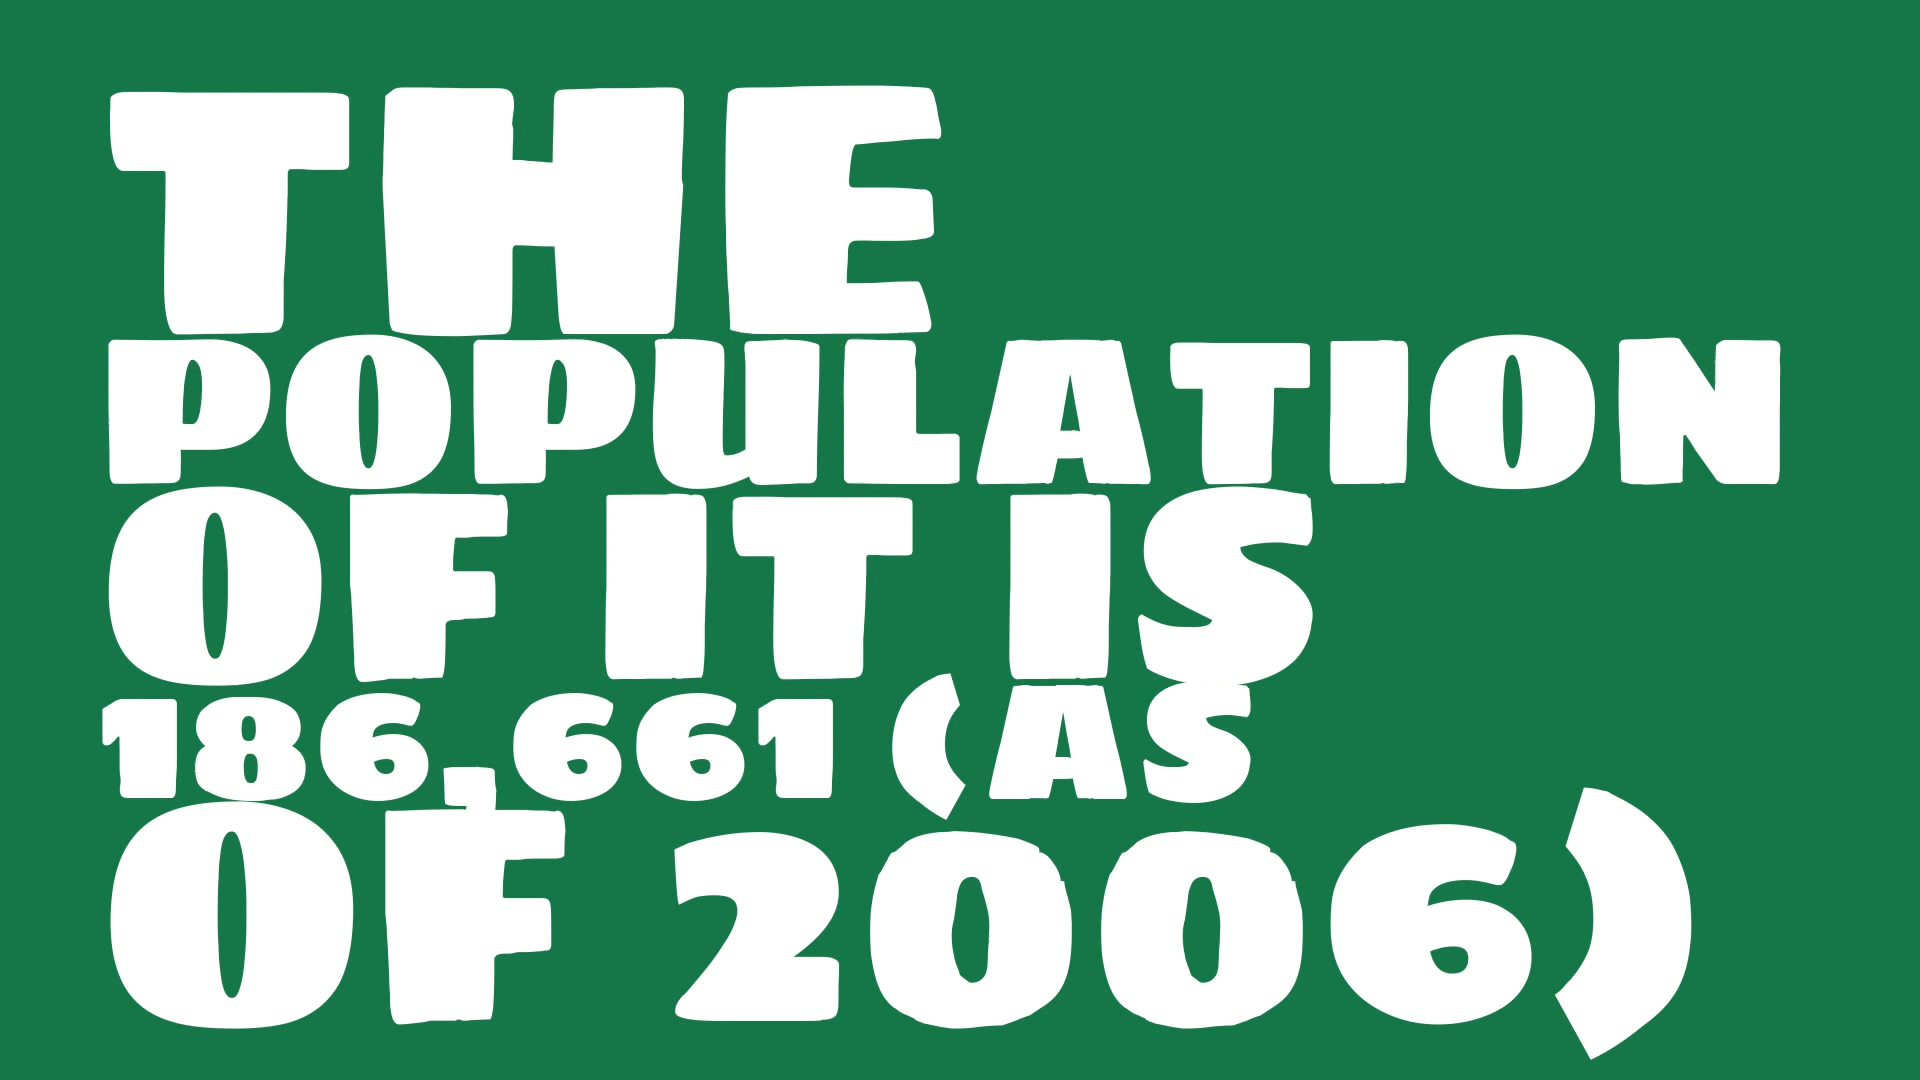 THE
POPULATION
OF IT IS
186,661 (AS
OF 2006)